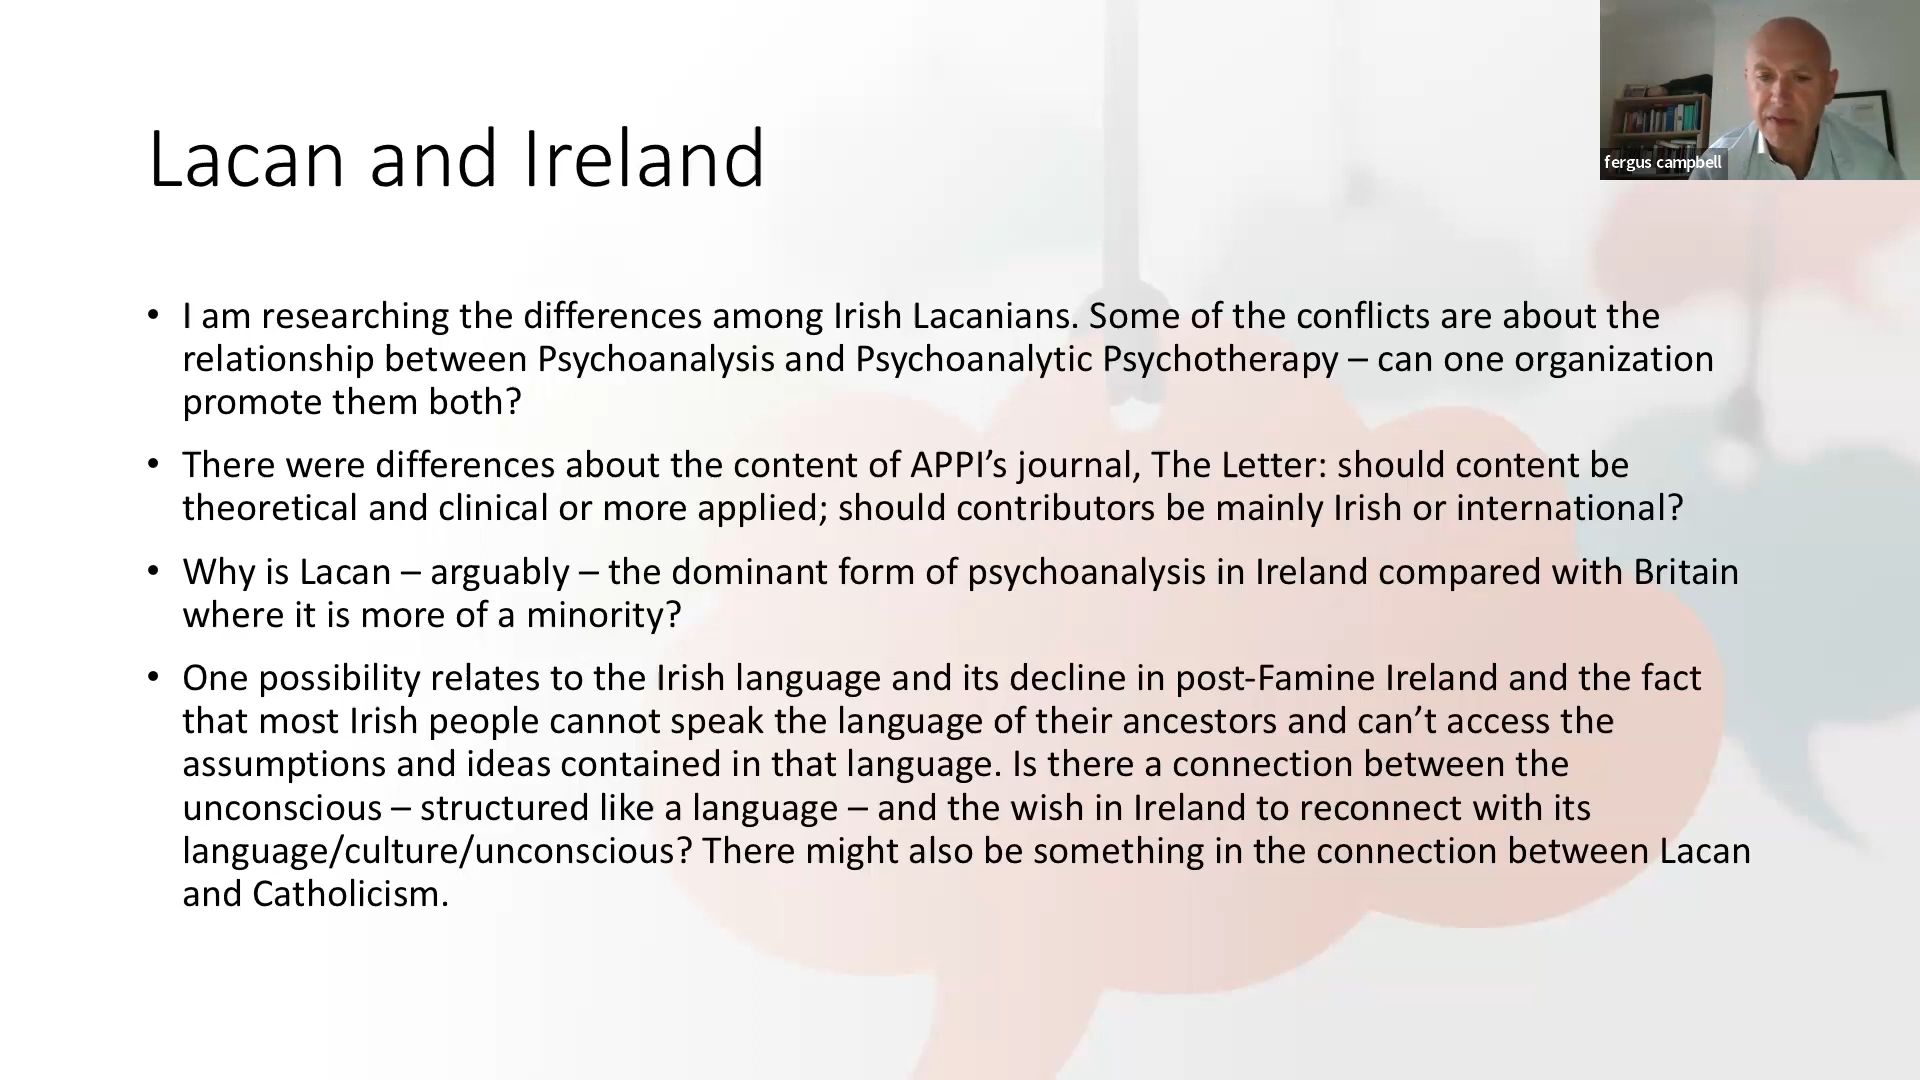 Lacan and Ireland
fergus campbell
• I am researching the differences among Irish Lacanians. Some of the conflicts are about the
relationship between Psychoanalysis and Psychoanalytic Psychotherapy – can one organization
promote them both?
• There were differences about the content of APPI’s journal, The Letter: should content be
theoretical and clinical or more applied; should contributors be mainly Irish or international?
• Why is Lacan – arguably – the dominant form of psychoanalysis in Ireland compared with Britain
where it is more of a minority?
• One possibility relates to the Irish language and its decline in post-Famine Ireland and the fact
that most Irish people cannot speak the language of their ancestors and can’t access the
assumptions and ideas contained in that language. Is there a connection between the
unconscious – structured like a language – and the wish in Ireland to reconnect with its
language/culture/unconscious? There might also be something in the connection between Lacan
and Catholicism.